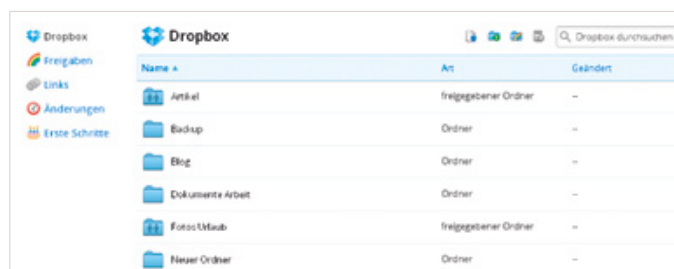 Dropbox
Freigaben
Links
Änderungen
Erste Schritte
Dropbox
Dropbox durchsuchen
Name Art Geändert
Artikel freigegebener Ordner --
Backup Ordner --
Blog Ordner --
Dokumente Arbeit Ordner --
Fotos Urlaub freigegebener Ordner --
Neuer Ordner Ordner --